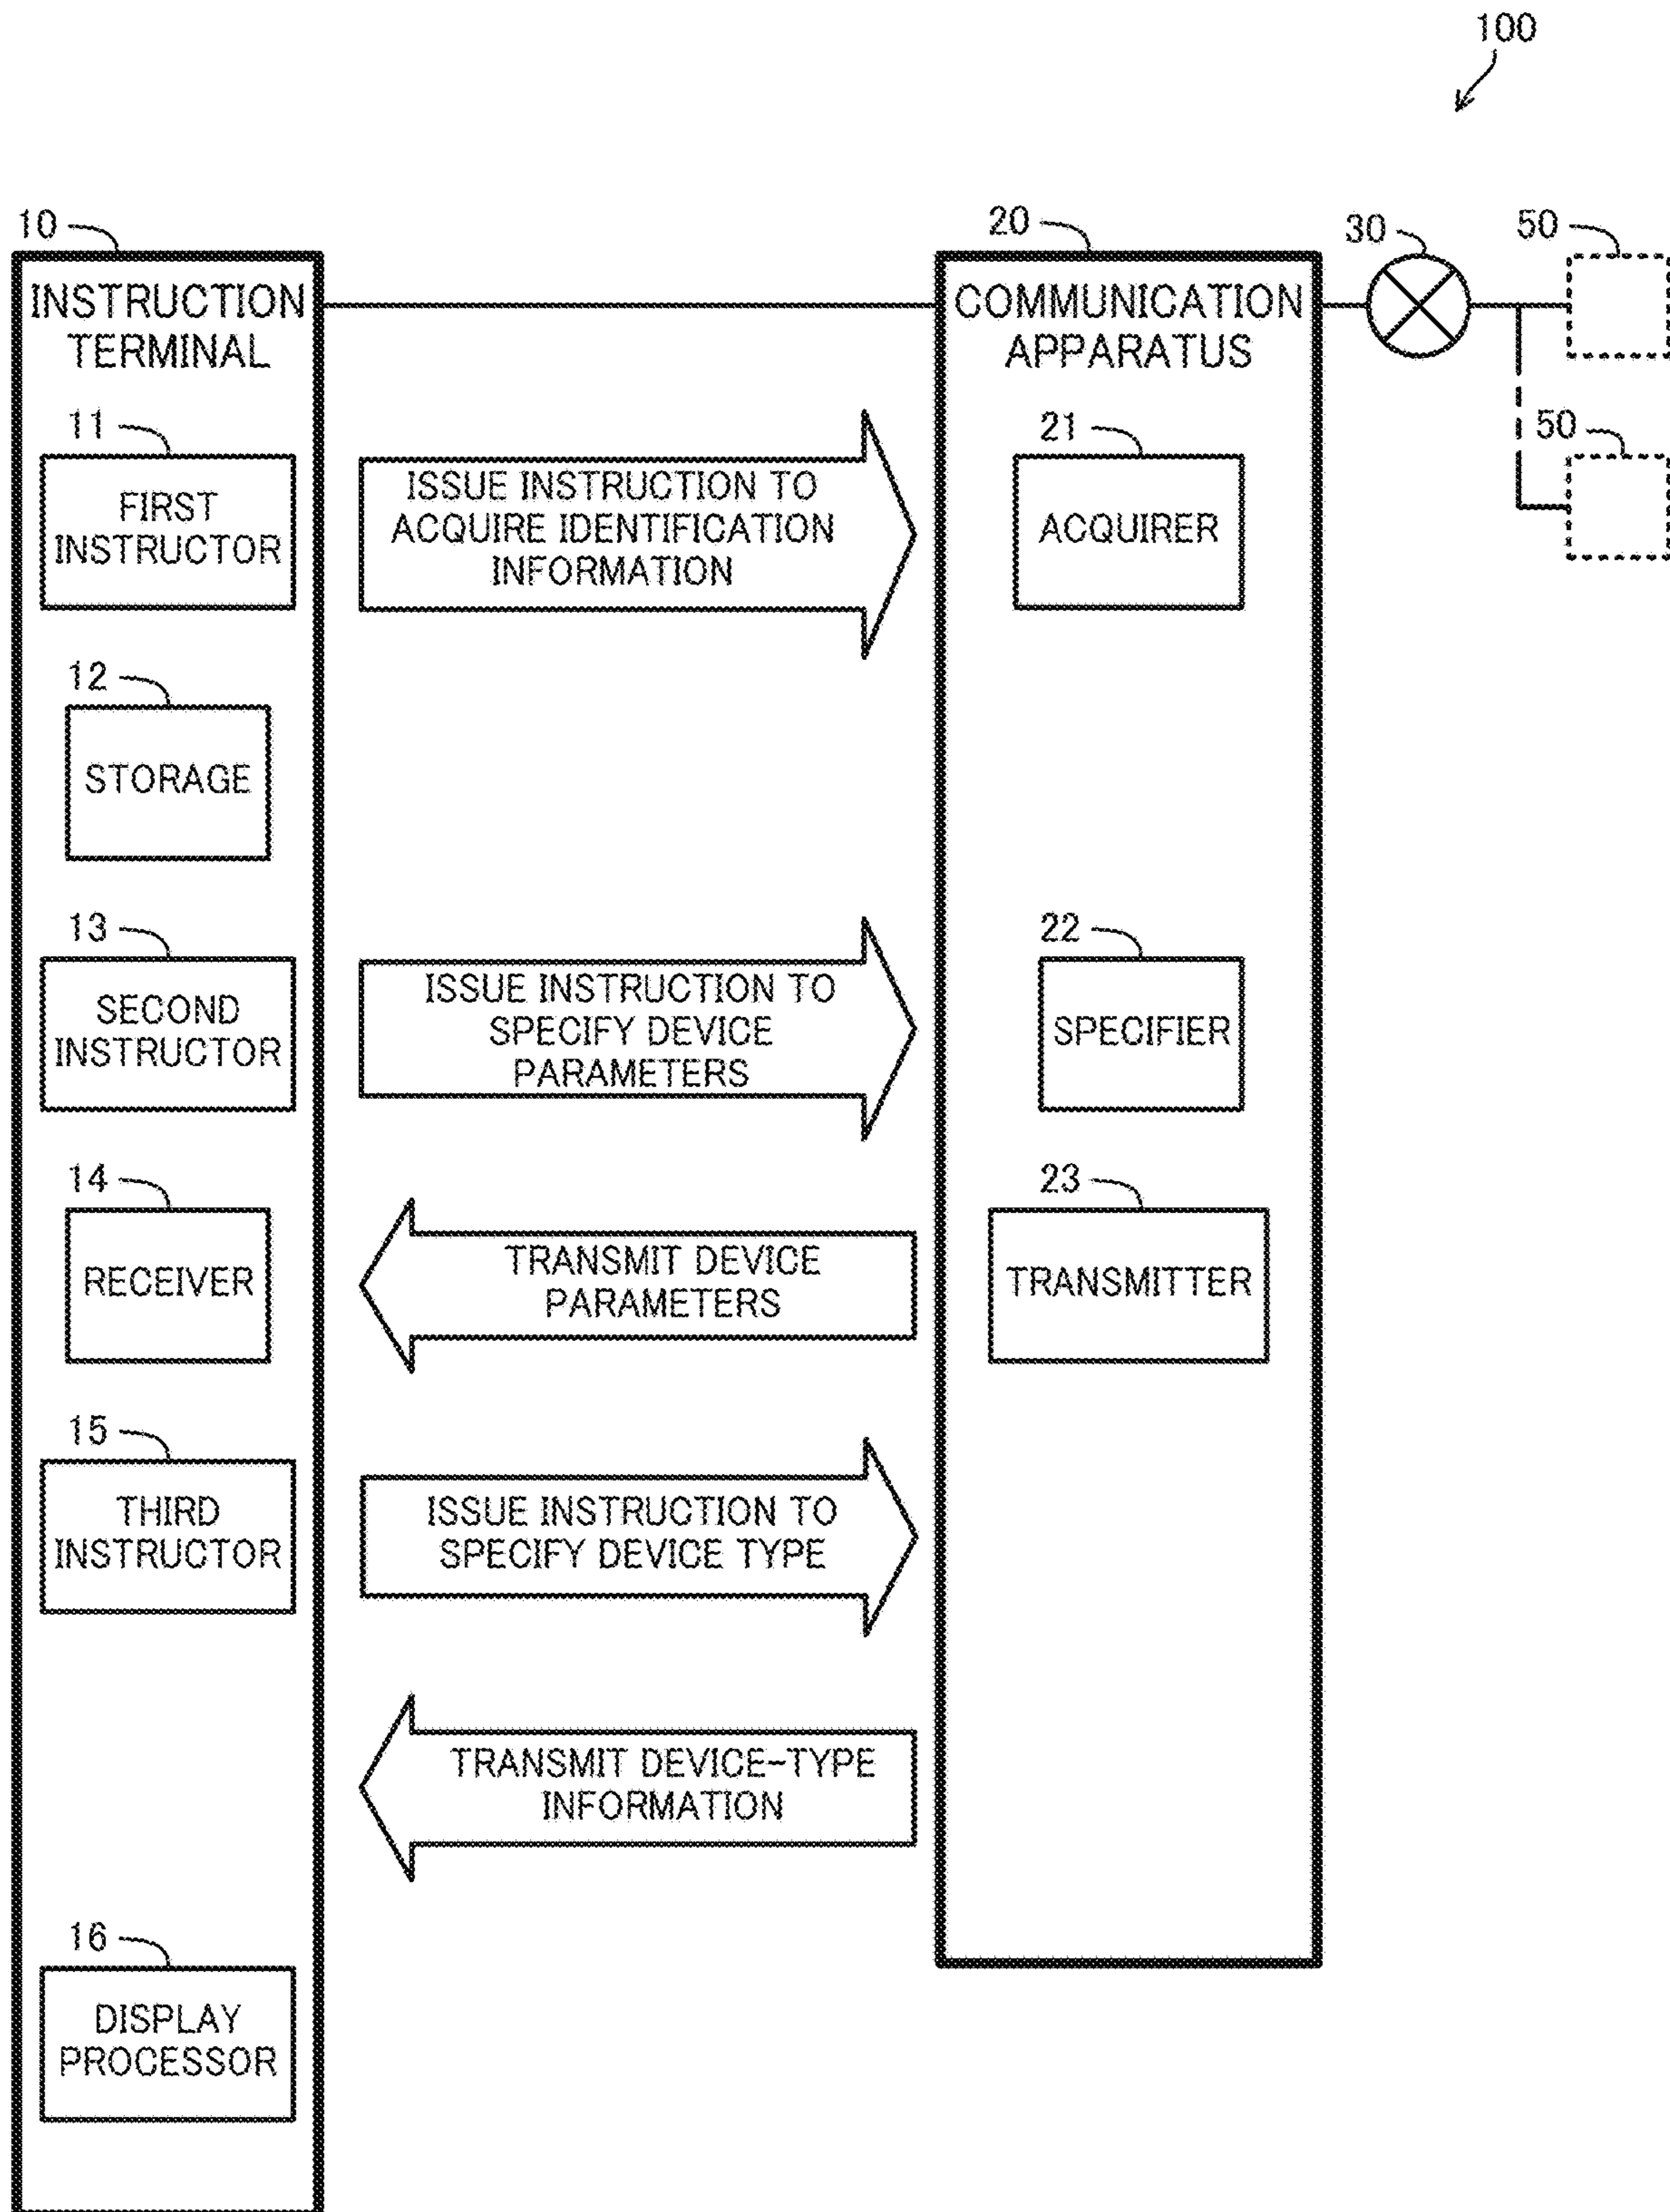 100
10
20
30
50
INSTRUCTION
TERMINAL
COMMUNICATION
APPARATUS
50
11
FIRST
INSTRUCTOR
ISSUE INSTRUCTION TO
ACQUIRE IDENTIFICATION
INFORMATION
21
ACQUIRER
12
STORAGE
13
SECOND
INSTRUCTOR
ISSUE INSTRUCTION TO
SPECIFY DEVICE
PARAMETERS
22
SPECIFIER
14
RECEIVER
TRANSMIT DEVICE
PARAMETERS
23
TRANSMITTER
15
THIRD
INSTRUCTOR
ISSUE INSTRUCTION TO
SPECIFY DEVICE TYPE
TRANSMIT DEVICE-TYPE
INFORMATION
16
DISPLAY
PROCESSOR